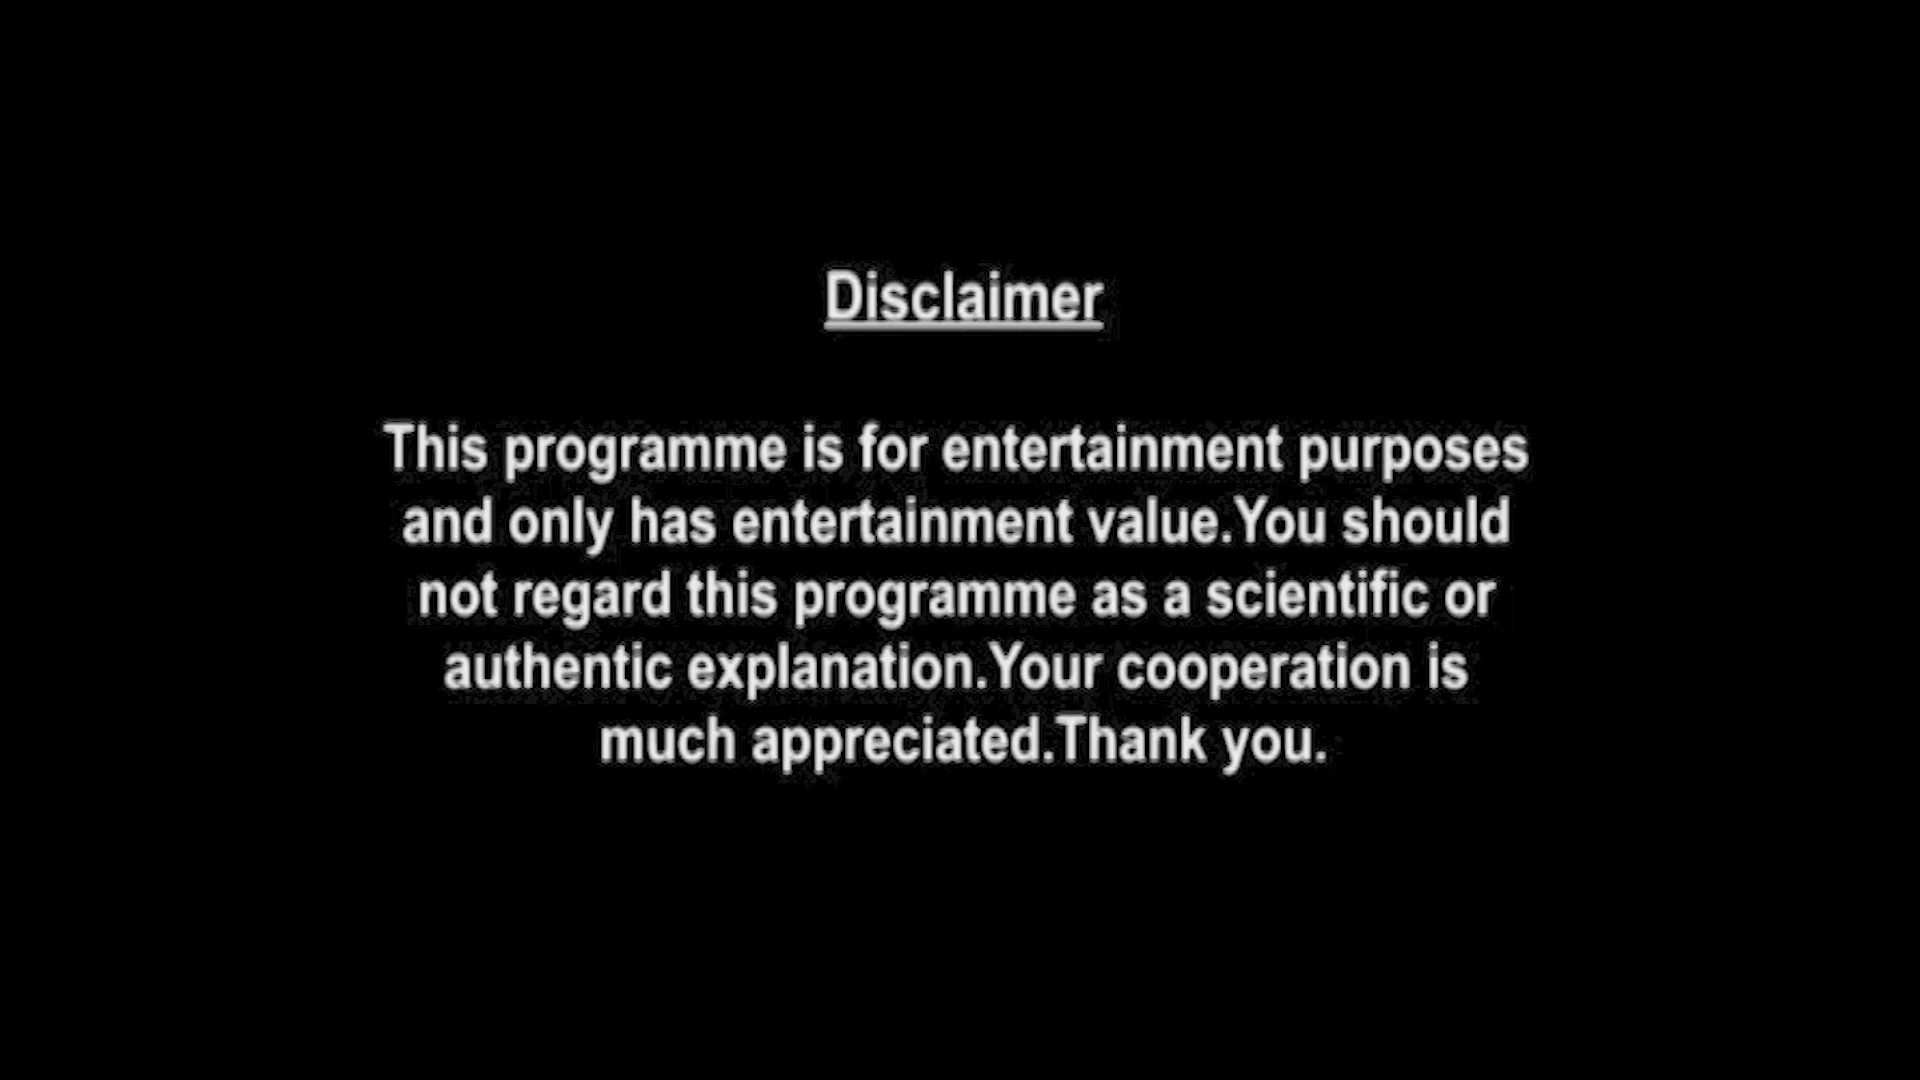 Disclaimer
This programme is for entertainment purposes
and only has entertainment value.You should
not regard this programme as a scientific or
authentic explanation.Your cooperation is
much appreciated.Thank you.